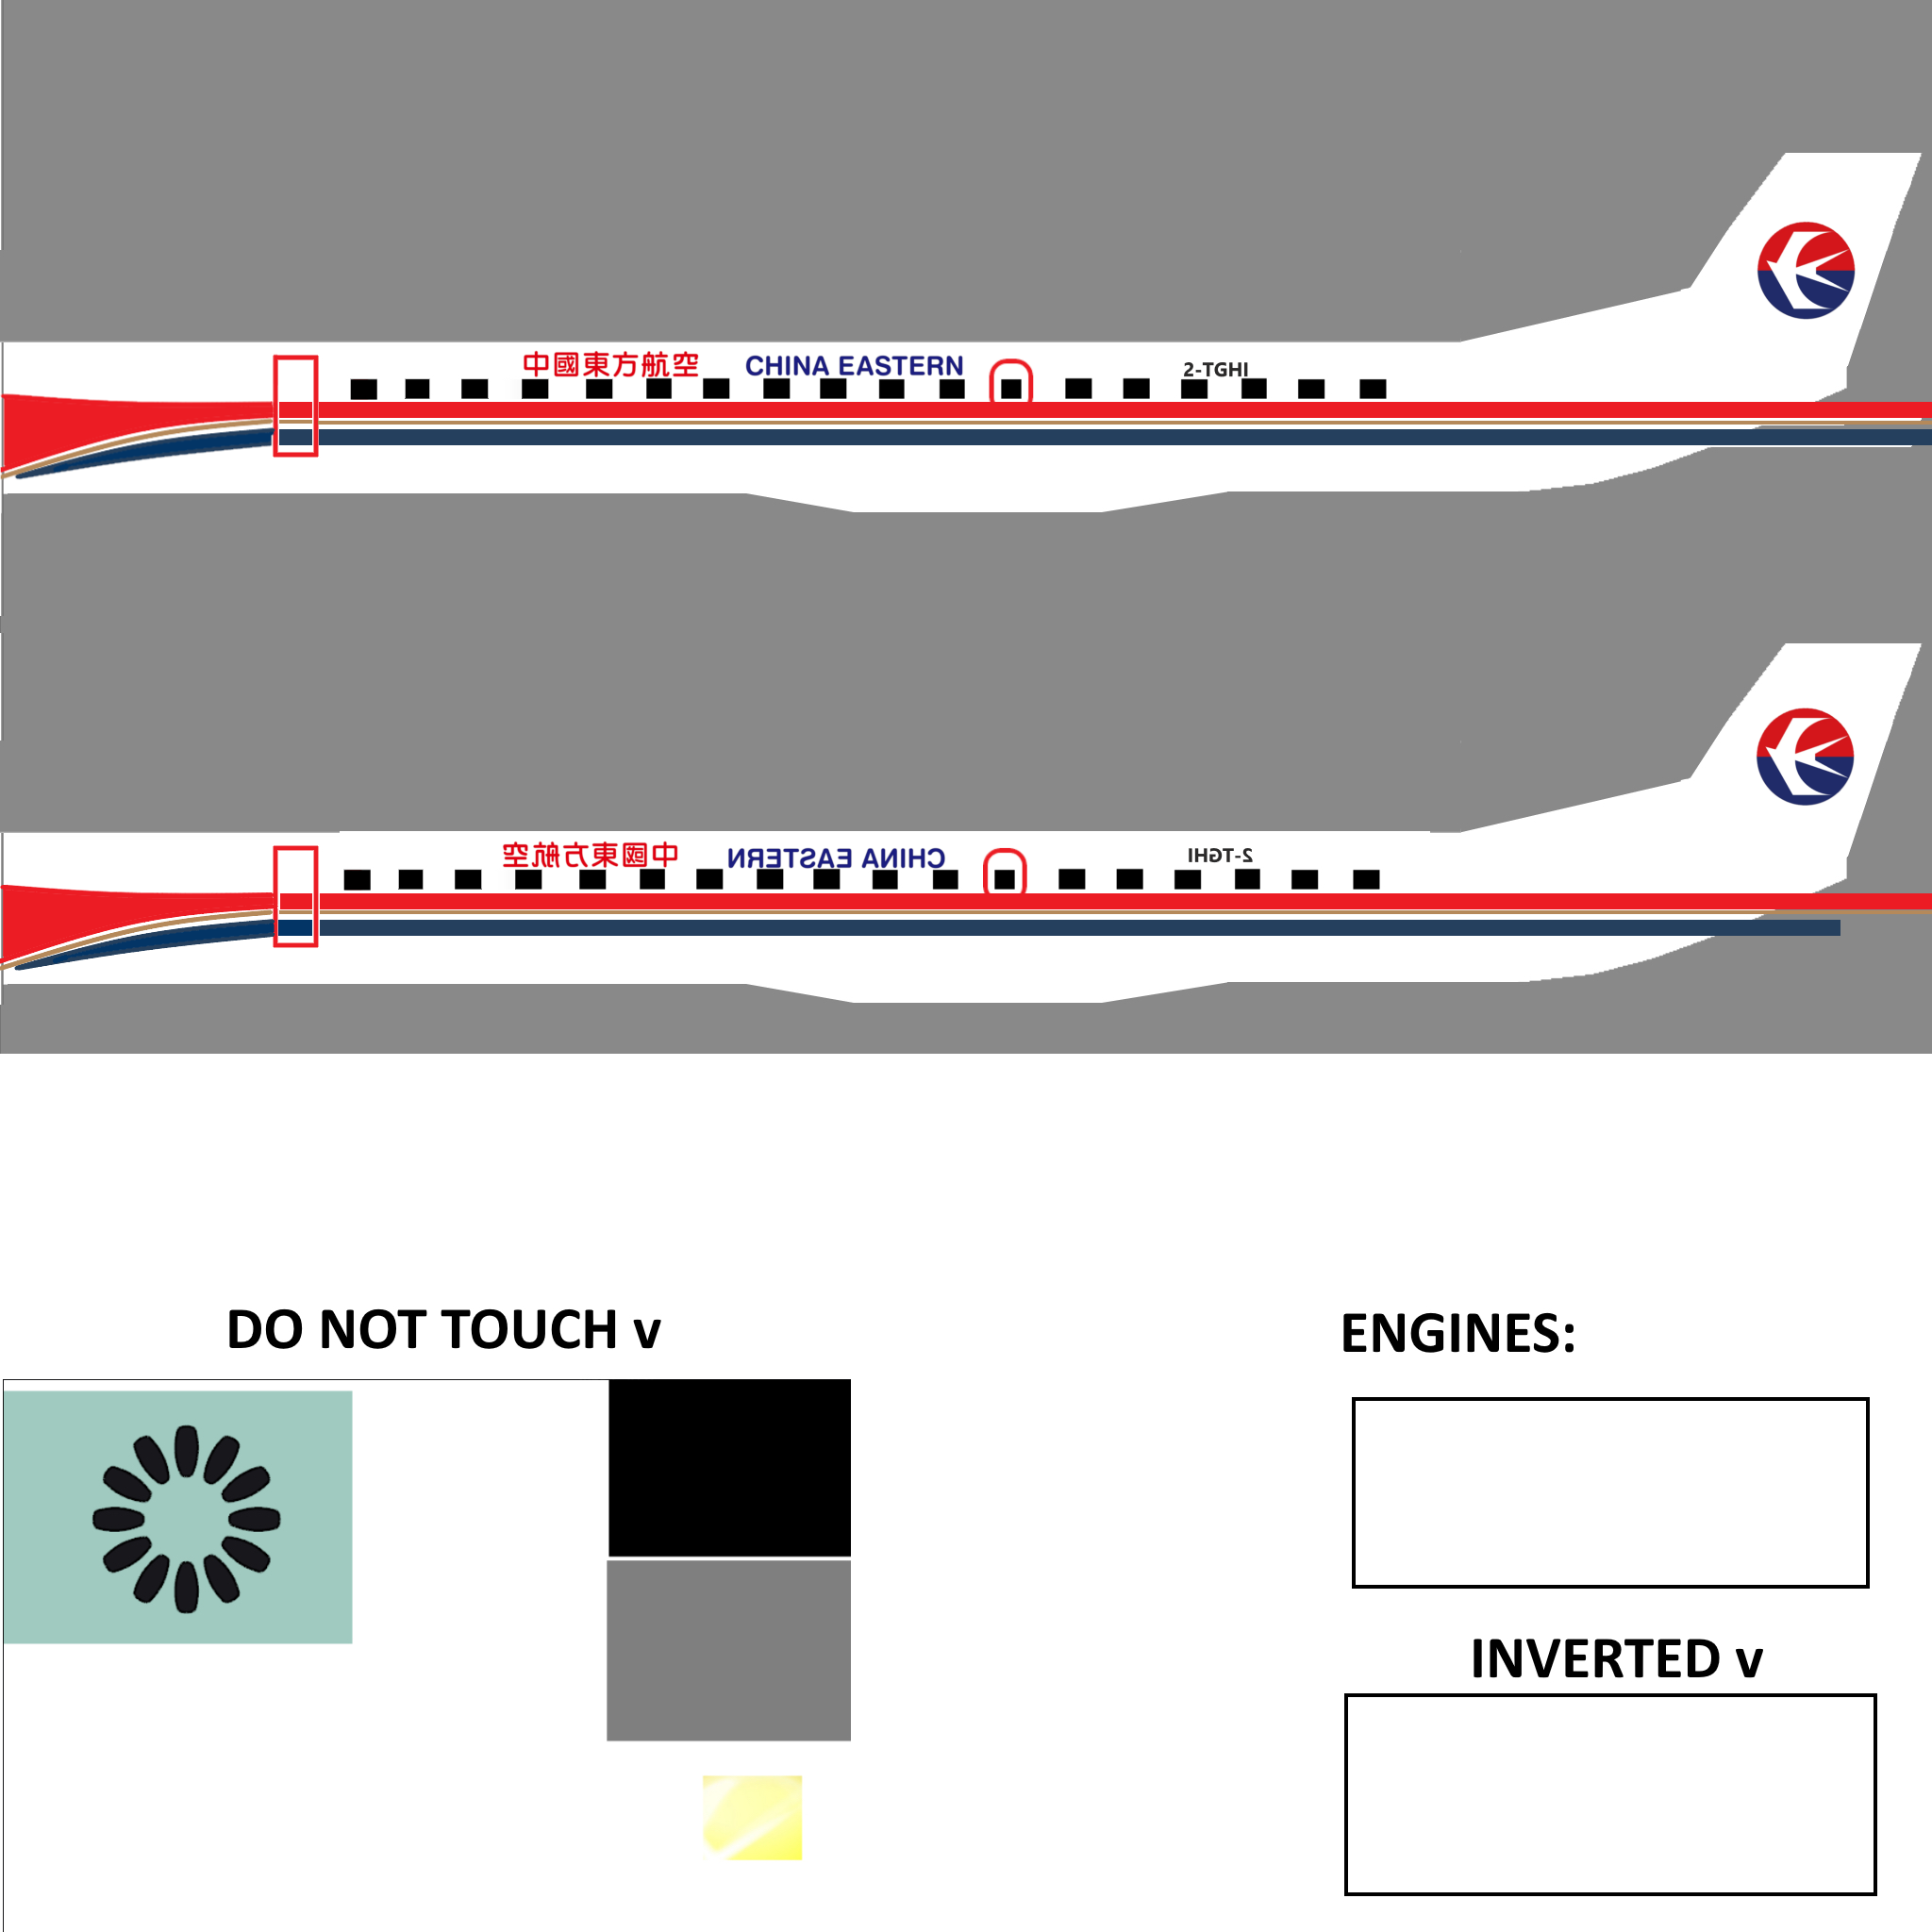 中國東方航空 CHINA EASTERN
2-TGHI
中國東方航空 CHINA EASTERN
2-TGHI
DO NOT TOUCH v
ENGINES:
INVERTED v